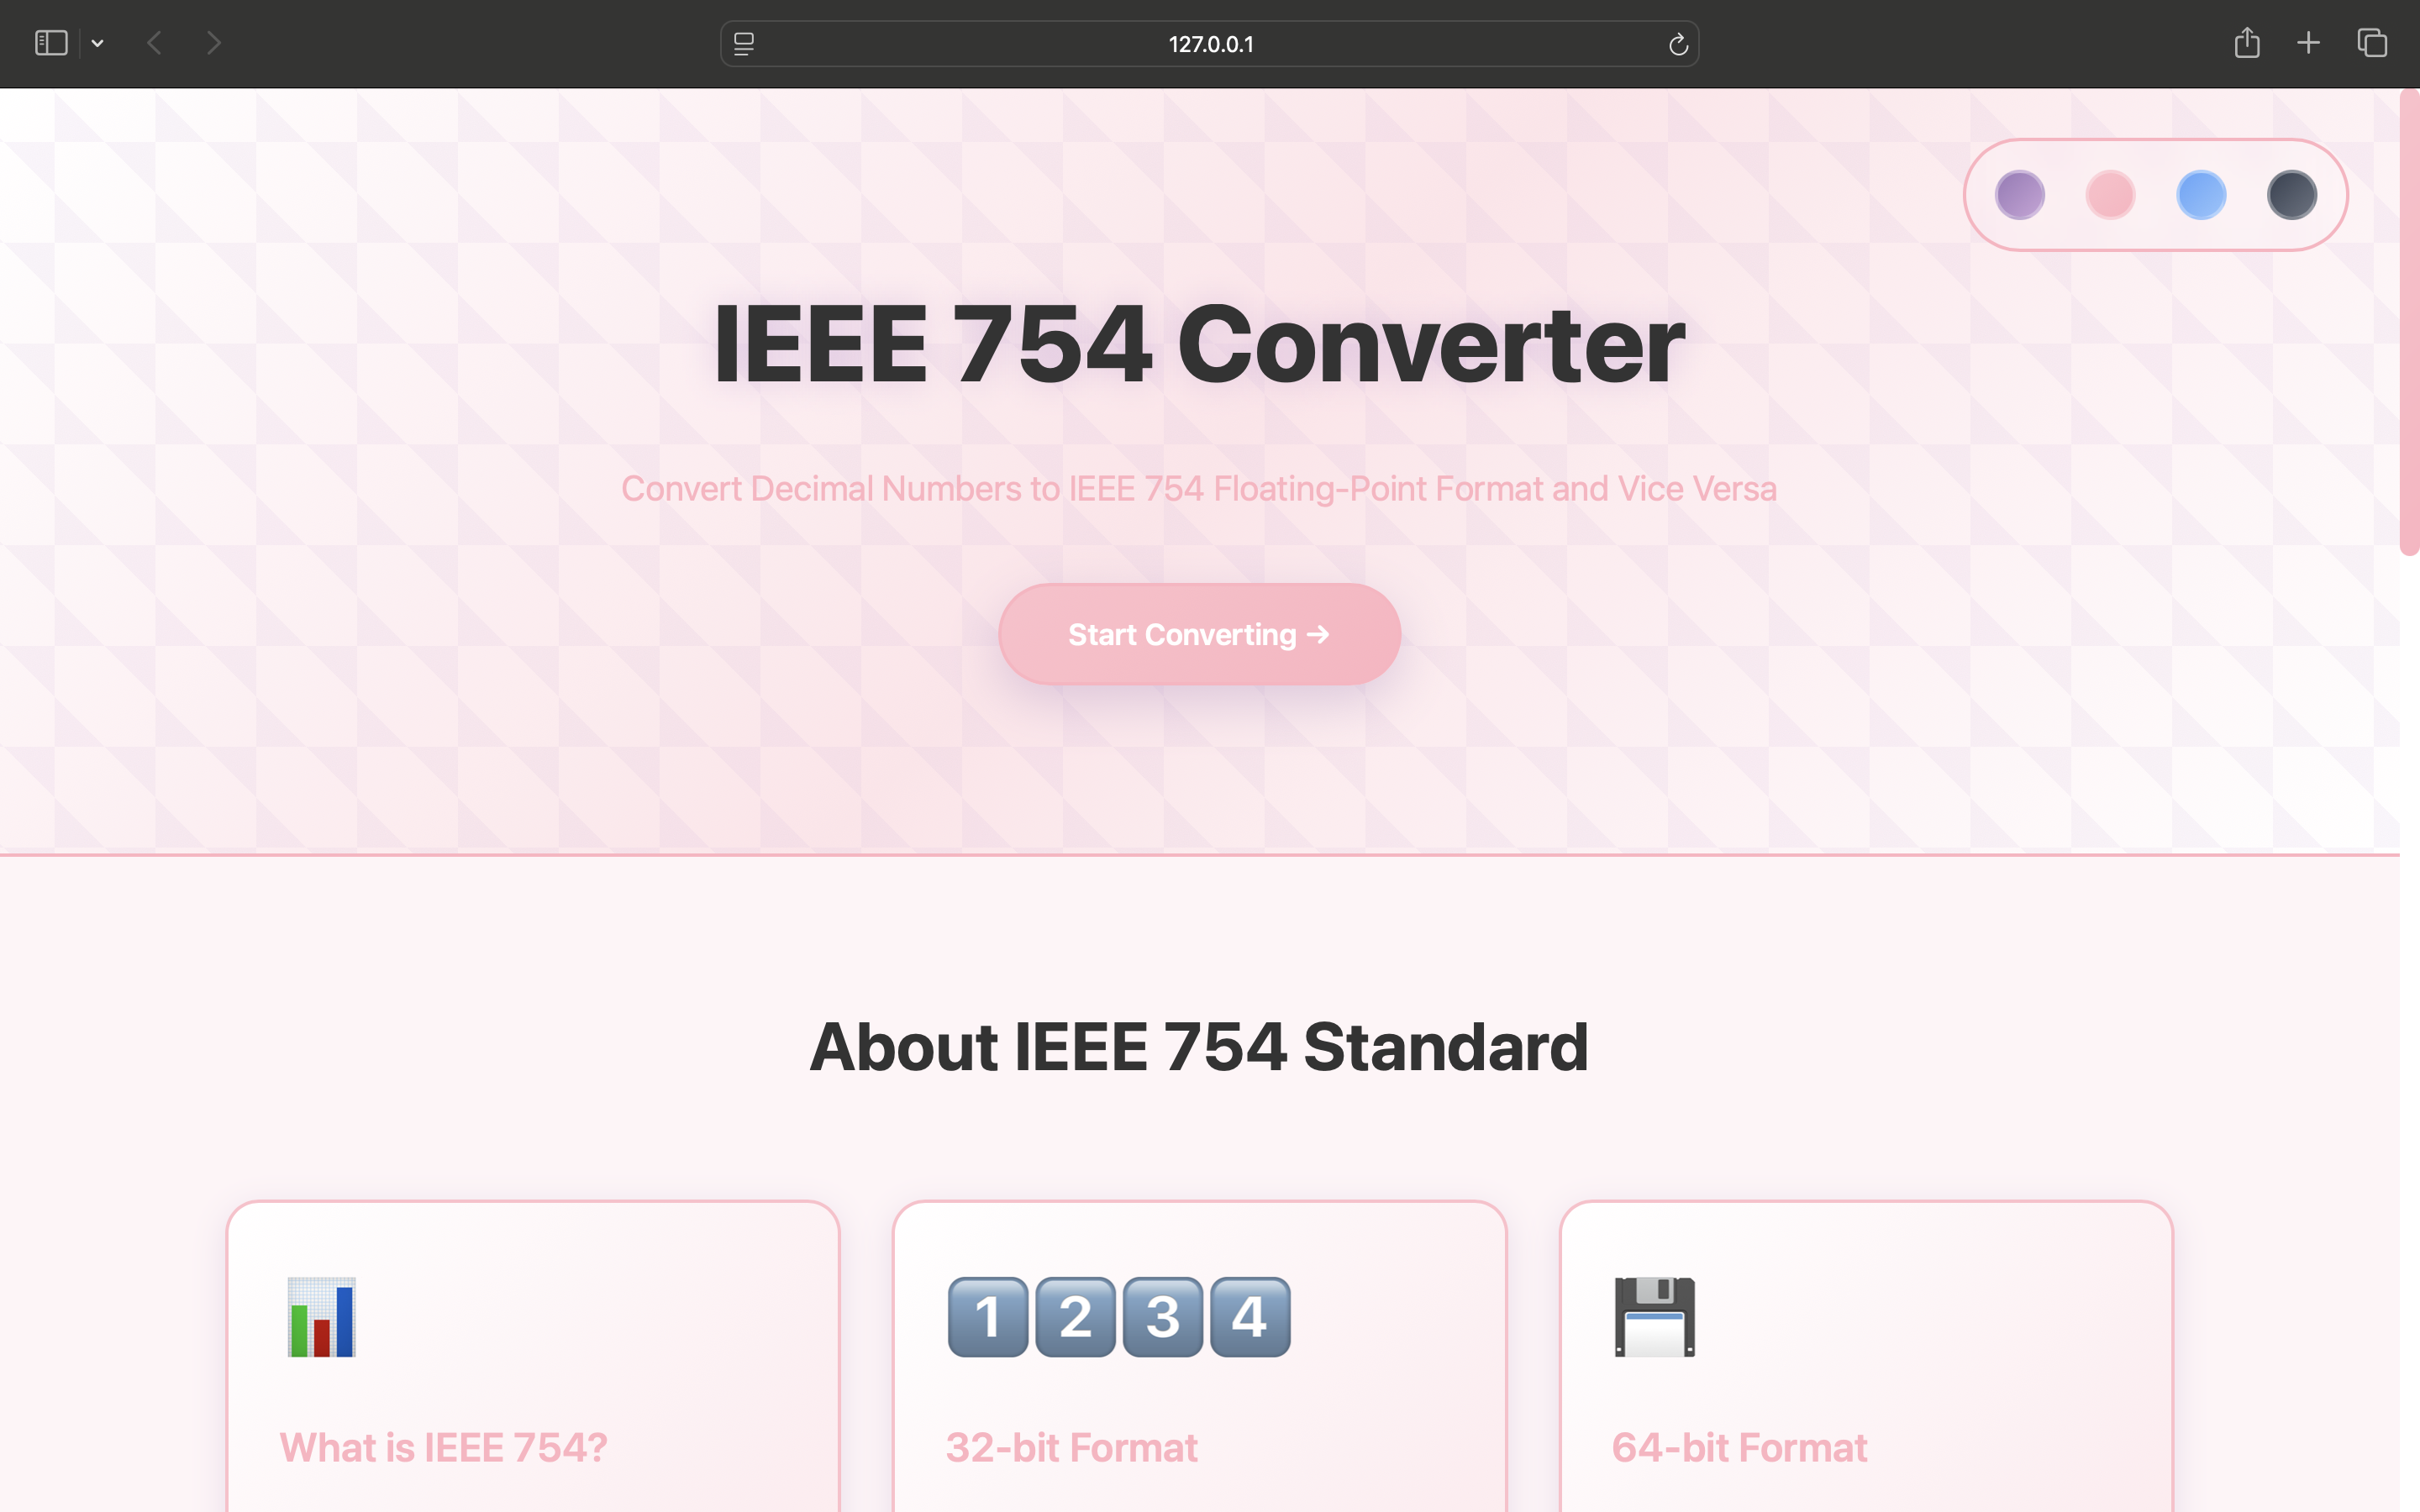 127.0.0.1
IEEE 754 Converter
Convert Decimal Numbers to IEEE 754 Floating-Point Format and Vice Versa
Start Converting →
About IEEE 754 Standard
1 2 3 4
What is IEEE 754?
32-bit Format
64-bit Format